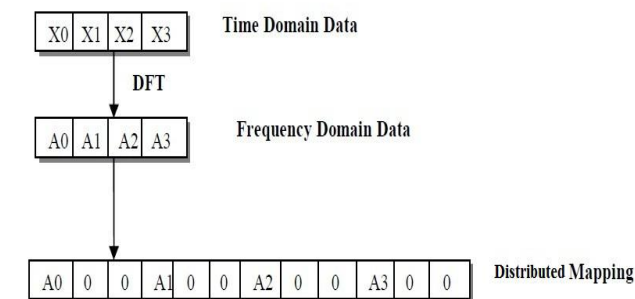 X0 X1 X2 X3 Time Domain Data
DFT
A0 A1 A2 A3 Frequency Domain Data
A0 0 0 A1 0 0 A2 0 0 A3 0 0 Distributed Mapping